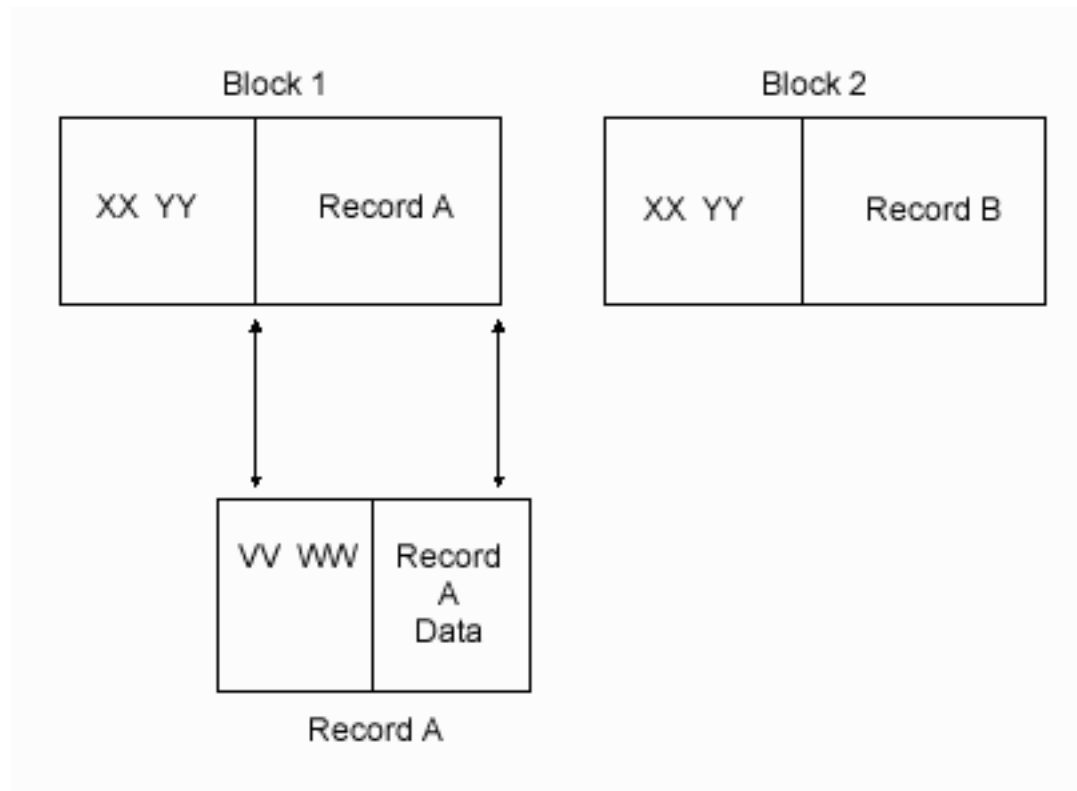 Block 1
Block 2
XX YY
Record A
XX YY
Record B
VV WW
Record
A
Data
Record A